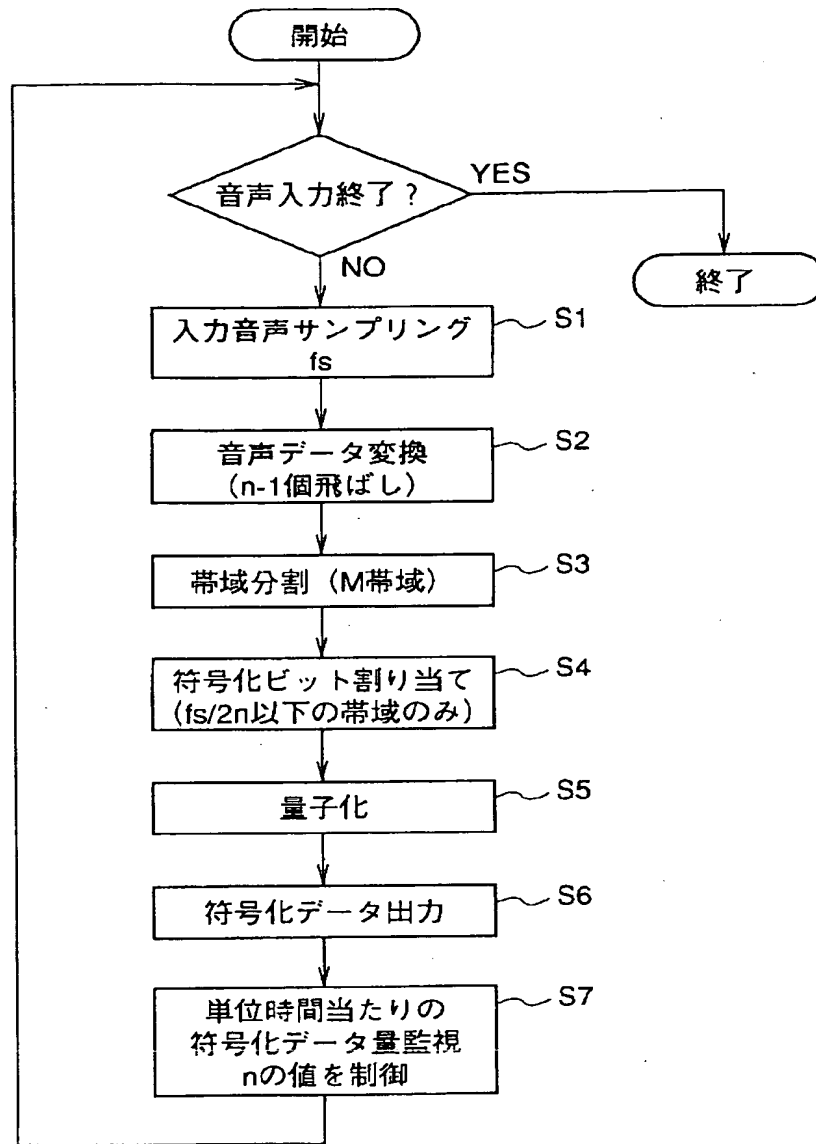 開始
音声入力終了?
YES
NO
終了
入力音声サンプリング
fs
S1
音声データ変換
(n-1個飛ばし)
S2
帯域分割(M帯域)
S3
符号化ビット割り当て
(fs/2n以下の帯域のみ)
S4
量子化
S5
符号化データ出力
S6
単位時間当たりの
符号化データ量監視
nの値を制御
S7